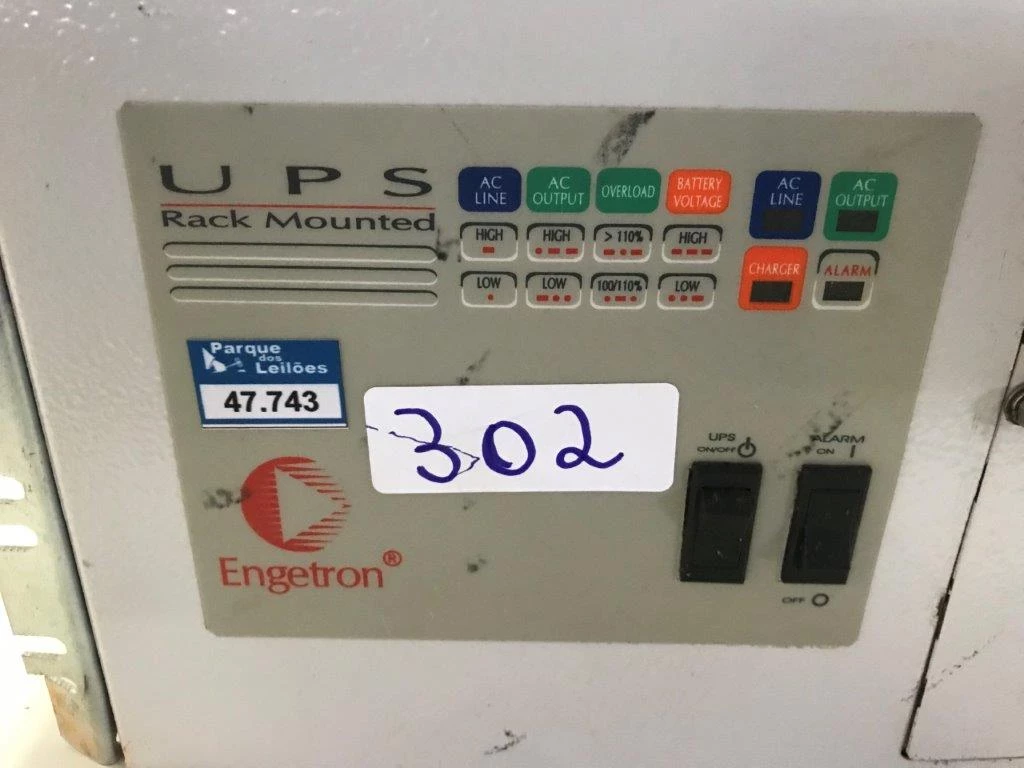 UPS
Rack Mounted
AC LINE
AC OUTPUT
OVERLOAD
BATTERY VOLTAGE
HIGH
HIGH
> 110%
HIGH
LOW
LOW
100/110%
LOW
AC LINE
AC OUTPUT
CHARGER
ALARM
Parque
dos
Leilões
47.743
302
Engetron®
UPS
ON/OFF
ALARM
ON
OFF